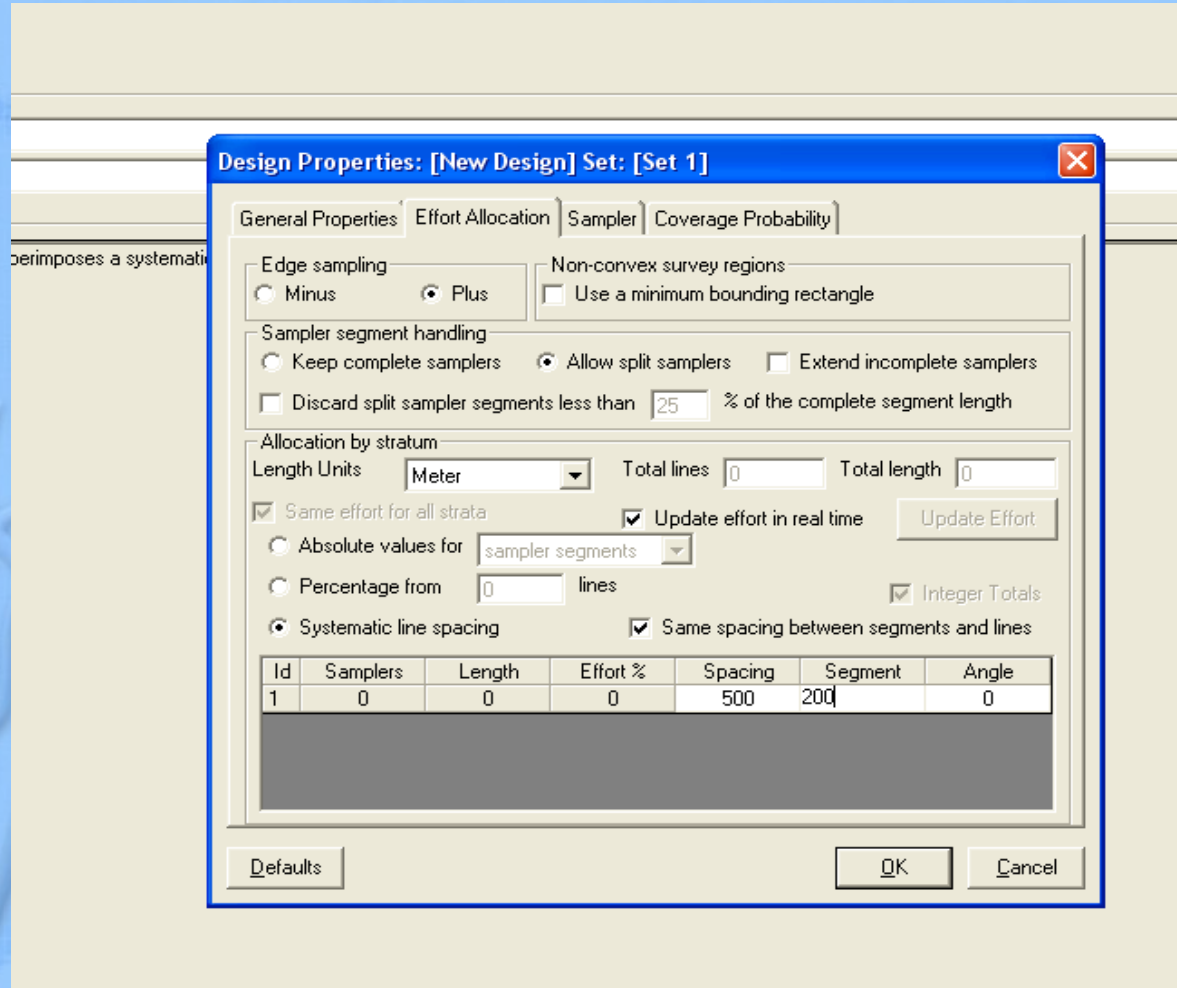 Design Properties: [New Design] Set: [Set 1]
General Properties Effort Allocation Sampler Coverage Probability
perimposes a systemati
Edge sampling Non-convex survey regions
Minus Plus Use a minimum bounding rectangle
Sampler segment handling
Keep complete samplers Allow split samplers Extend incomplete samplers
Discard split sampler segments less than 25 % of the complete segment length
Allocation by stratum
Length Units Meter Total lines 0 Total length 0
Same effort for all strata Update effort in real time Update Effort
Absolute values for sampler segments
Percentage from 0 lines Integer Totals
Systematic line spacing Same spacing between segments and lines
Id Samplers Length Effort % Spacing Segment Angle
1 0 0 0 500 200 0
Defaults OK Cancel